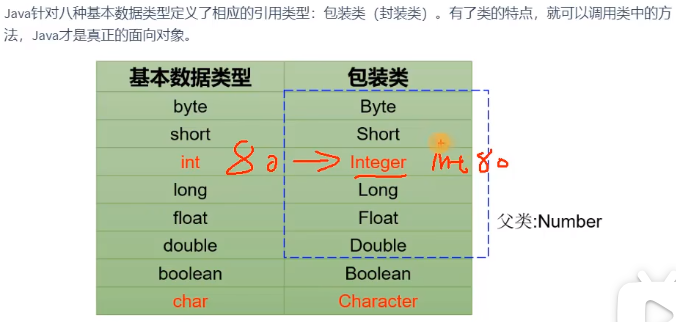 Java针对八种基本数据类型定义了相应的引用类型：包装类（封装类）。有了类的特点，就可以调用类中的方
法，Java才是真正的面向对象。
基本数据类型 包装类
byte Byte
short Short
int 80 → Integer Int 80
long Long
float Float
父类:Number
double Double
boolean Boolean
char Character